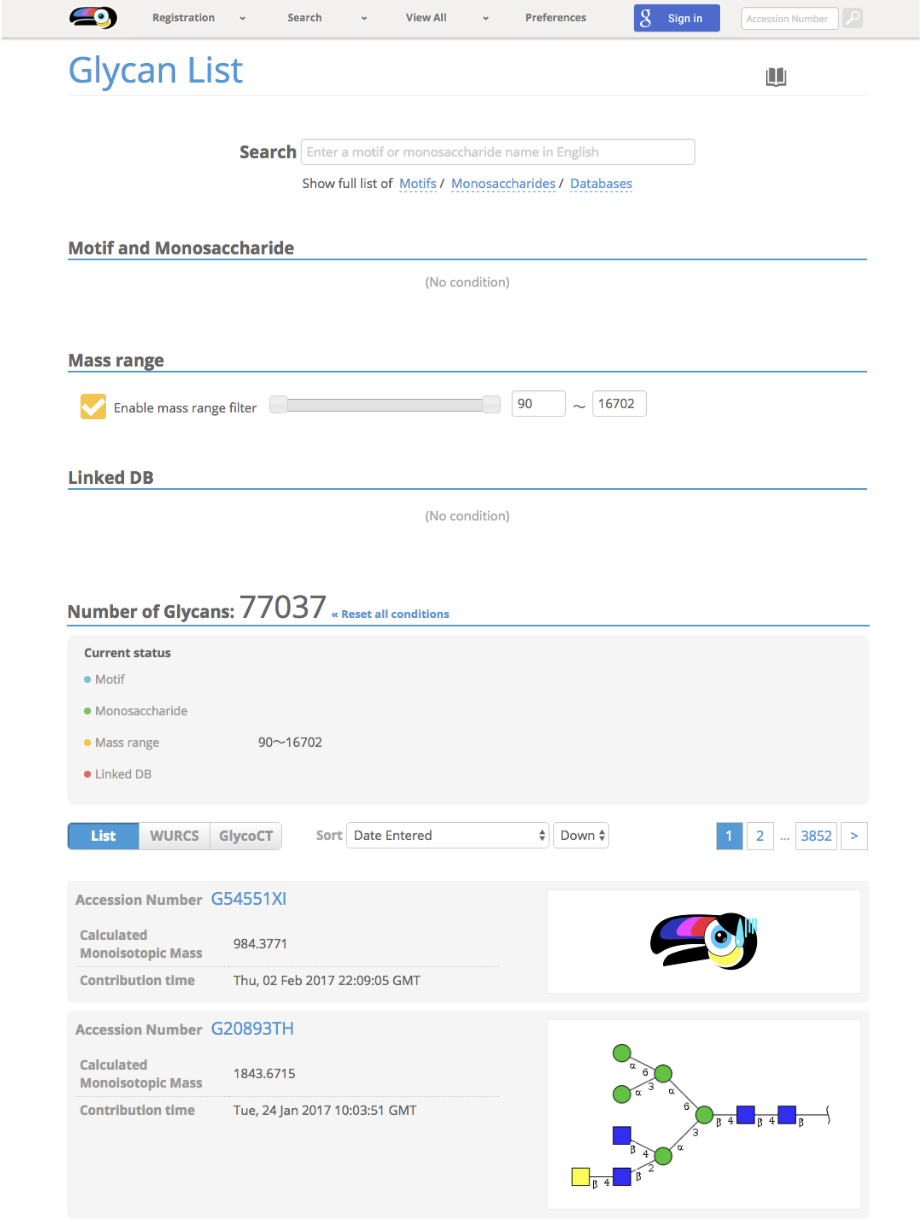 Registration Search View All Preferences g Sign in Accession Number
Glycan List
Search Enter a motif or monosaccharide name in English
Show full list of Motifs / Monosaccharides / Databases
Motif and Monosaccharide
(No condition)
Mass range
Enable mass range filter 90 ～ 16702
Linked DB
(No condition)
Number of Glycans: 77037 « Reset all conditions
Current status
Motif
Monosaccharide
Mass range 90～16702
Linked DB
List WURCS GlycoCT Sort Date Entered Down 1 2 ... 3852 >
Accession Number G54551XI
Calculated
Monoisotopic Mass 984.3771
Contribution time Thu, 02 Feb 2017 22:09:05 GMT
Accession Number G20893TH
Calculated
Monoisotopic Mass 1843.6715
Contribution time Tue, 24 Jan 2017 10:03:51 GMT
α 6
α 3 α
6
β 4 β 4 β
3
β 4 α
2
β 4 β